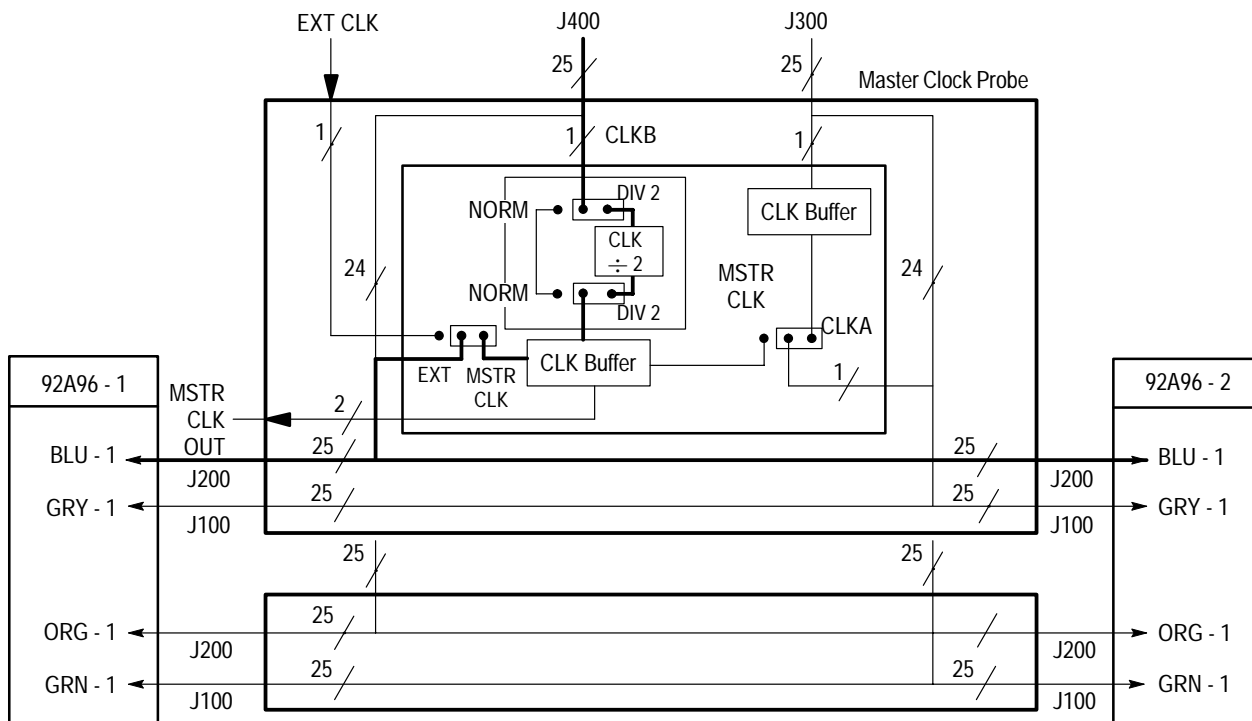 EXT CLK
J400
J300
25
25
Master Clock Probe
1
1
CLKB
1
DIV 2
NORM
CLK
÷ 2
CLK Buffer
24
MSTR
CLK
24
NORM
DIV 2
CLKA
CLK Buffer
EXT
MSTR
CLK
1
92A96 - 1
92A96 - 2
MSTR
CLK
OUT
2
BLU - 1
J200
25
25
J200
BLU - 1
GRY - 1
J100
25
25
J100
GRY - 1
25
25
ORG - 1
J200
25
J200
ORG - 1
GRN - 1
J100
25
25
J100
GRN - 1